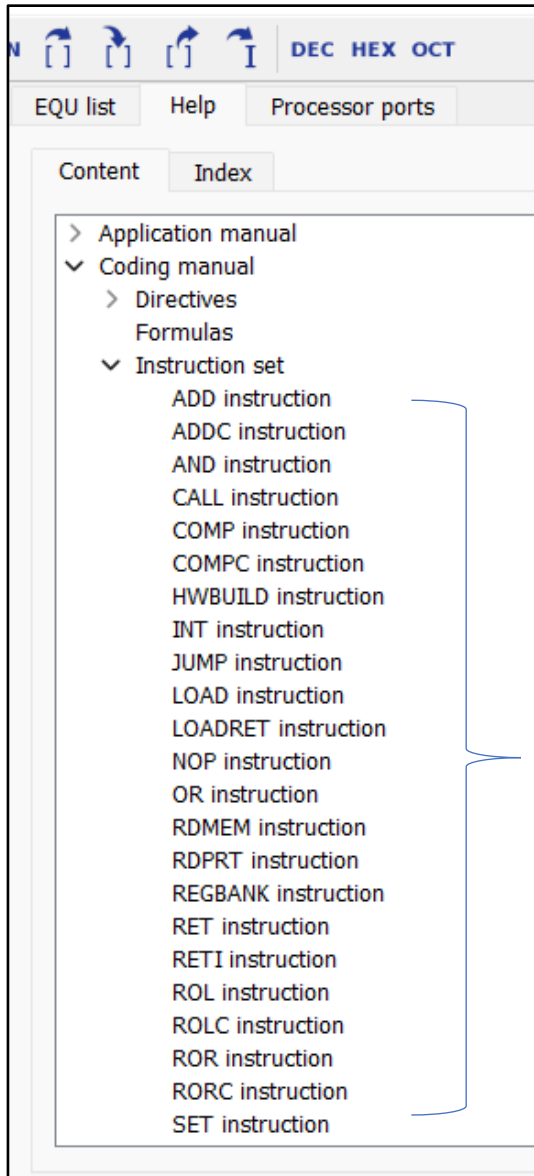 N [ ] [ ] [ ] I DEC HEX OCT
EQU list Help Processor ports
Content Index
Application manual
Coding manual
Directives
Formulas
Instruction set
ADD instruction
ADDC instruction
AND instruction
CALL instruction
COMP instruction
COMPC instruction
HWBUILD instruction
INT instruction
JUMP instruction
LOAD instruction
LOADRET instruction
NOP instruction
OR instruction
RDMEM instruction
RDPRT instruction
REGBANK instruction
RET instruction
RETI instruction
ROL instruction
ROLC instruction
ROR instruction
RORC instruction
SET instruction